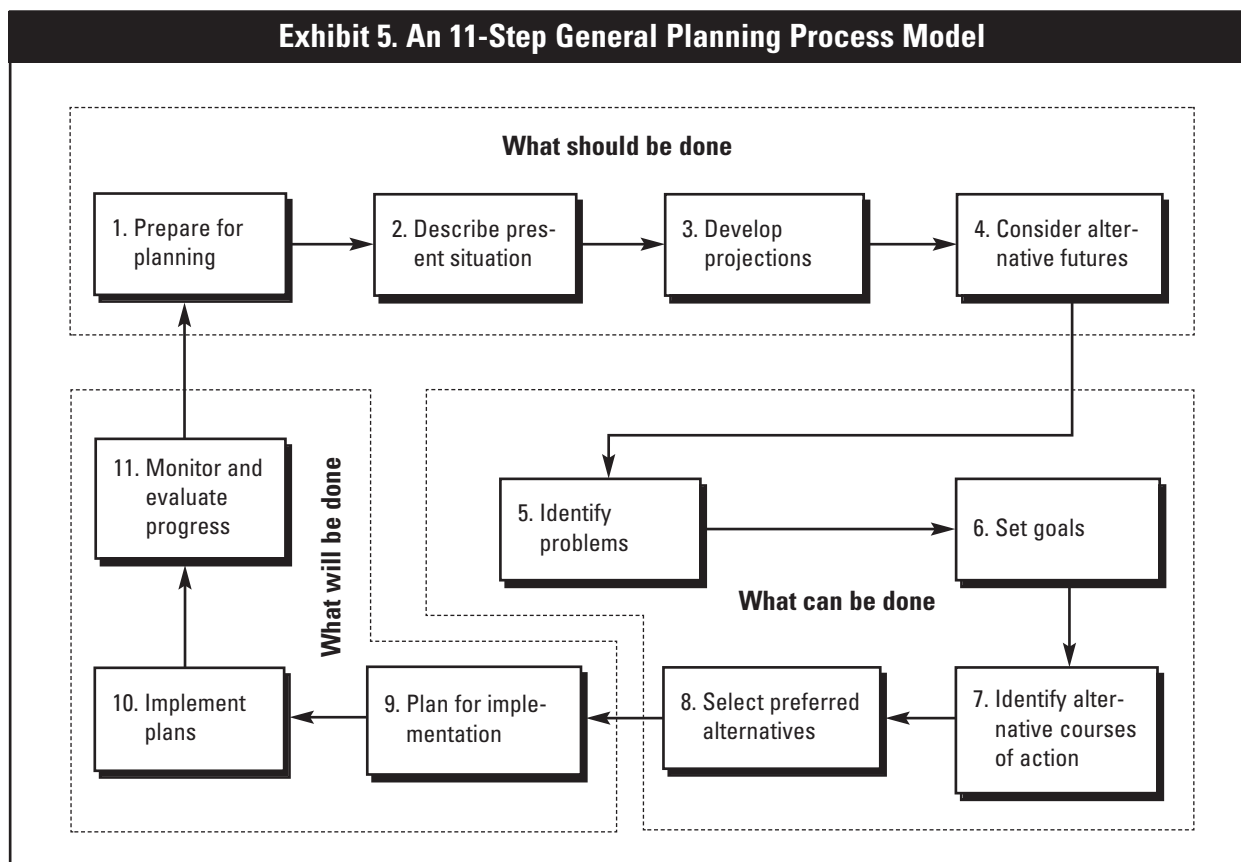 Exhibit 5. An 11-Step General Planning Process Model
What should be done
1. Prepare for
planning
2. Describe pres-
ent situation
3. Develop
projections
4. Consider alter-
native futures
5. Identify
problems
6. Set goals
What can be done
7. Identify alter-
native courses
of action
8. Select preferred
alternatives
9. Plan for imple-
mentation
10. Implement
plans
11. Monitor and
evaluate
progress
What will be done